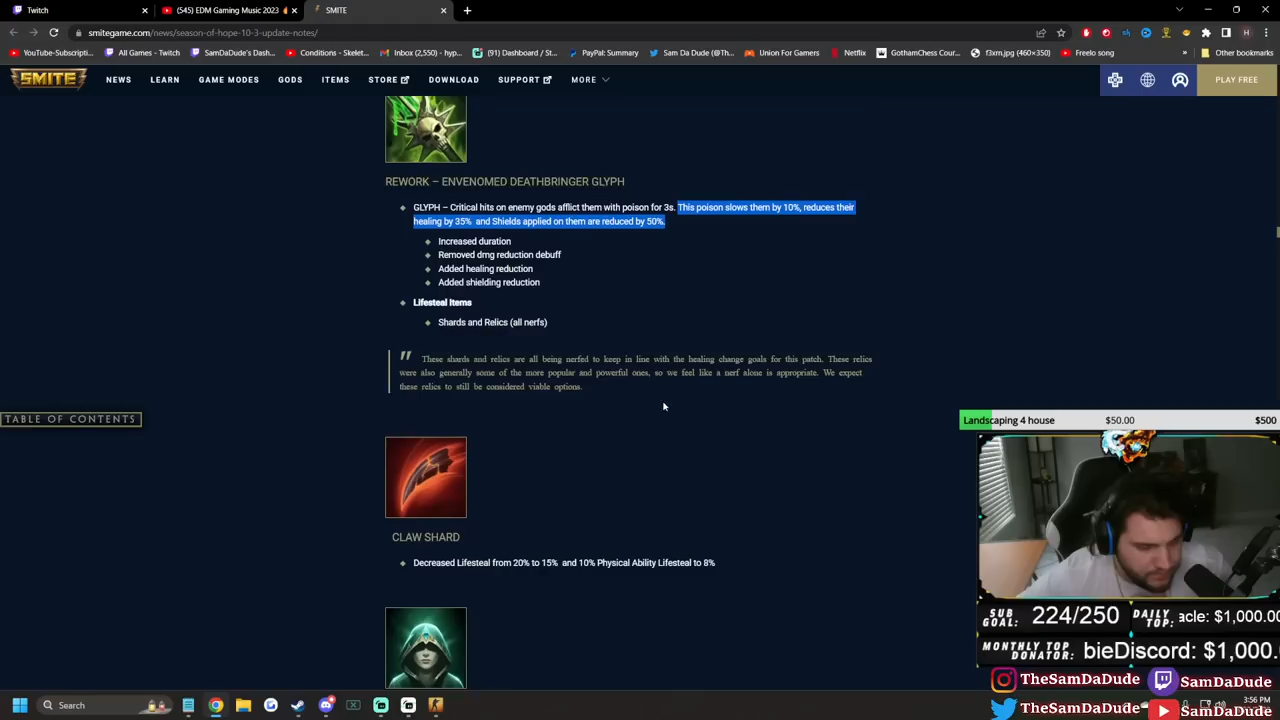 Twitch
(545) EDM Gaming Music 2023
SMITE
smitegame.com/news/season-of-hope-10-3-update-notes/
YouTube-Subscripti...
All Games - Twitch
SamDaDude's Dash...
Conditions - Skelet...
Inbox (2,550) - hyp...
(91) Dashboard / St...
PayPal: Summary
Sam Da Dude (@Th...
Union For Gamers
Netflix
GothamChess Cour...
f3xm.jpg (460×350)
Freelo song
Other bookmarks
SMITE
NEWS
LEARN
GAME MODES
GODS
ITEMS
STORE
DOWNLOAD
SUPPORT
MORE
PLAY FREE
REWORK – ENVENOMED DEATHBRINGER GLYPH
GLYPH – Critical hits on enemy gods afflict them with poison for 3s. This poison slows them by 10%, reduces their
healing by 35% and Shields applied on them are reduced by 50%.
Increased duration
Removed dmg reduction debuff
Added healing reduction
Added shielding reduction
Lifesteal Items
Shards and Relics (all nerfs)
" These shards and relics are all being nerfed to keep in line with the healing change goals for this patch. These relics
were also generally some of the more popular and powerful ones, so we feel like a nerf alone is appropriate. We expect
these relics to still be considered viable options.
TABLE OF CONTENTS
Landscaping 4 house $50.00 $500
CLAW SHARD
Decreased Lifesteal from 20% to 15% and 10% Physical Ability Lifesteal to 8%
SUB GOAL: 224/250
DAILY TOP: acle: $1,000.0
MONTHLY TOP DONATOR: bieDiscord: $1,000.
TheSamDaDude
SamDaDude
TheSamDaDude
SamDaDude
Search
3:56 PM